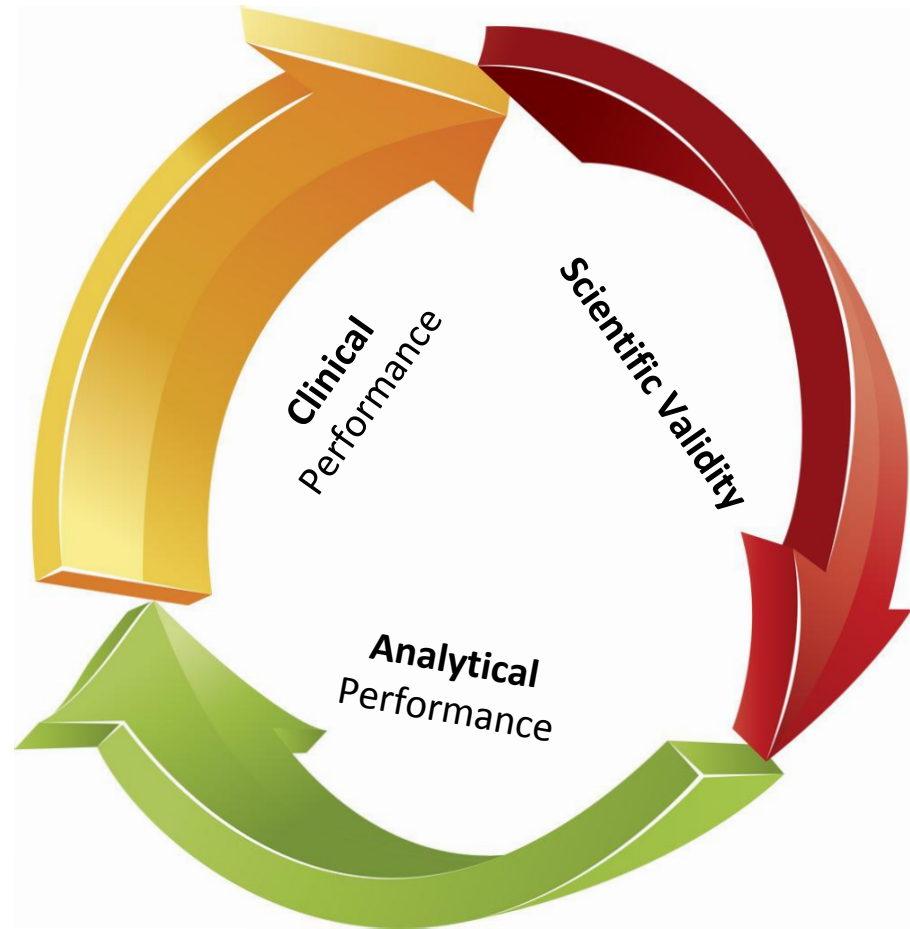 Clinical
Performance
Scientific Validity
Analytical
Performance